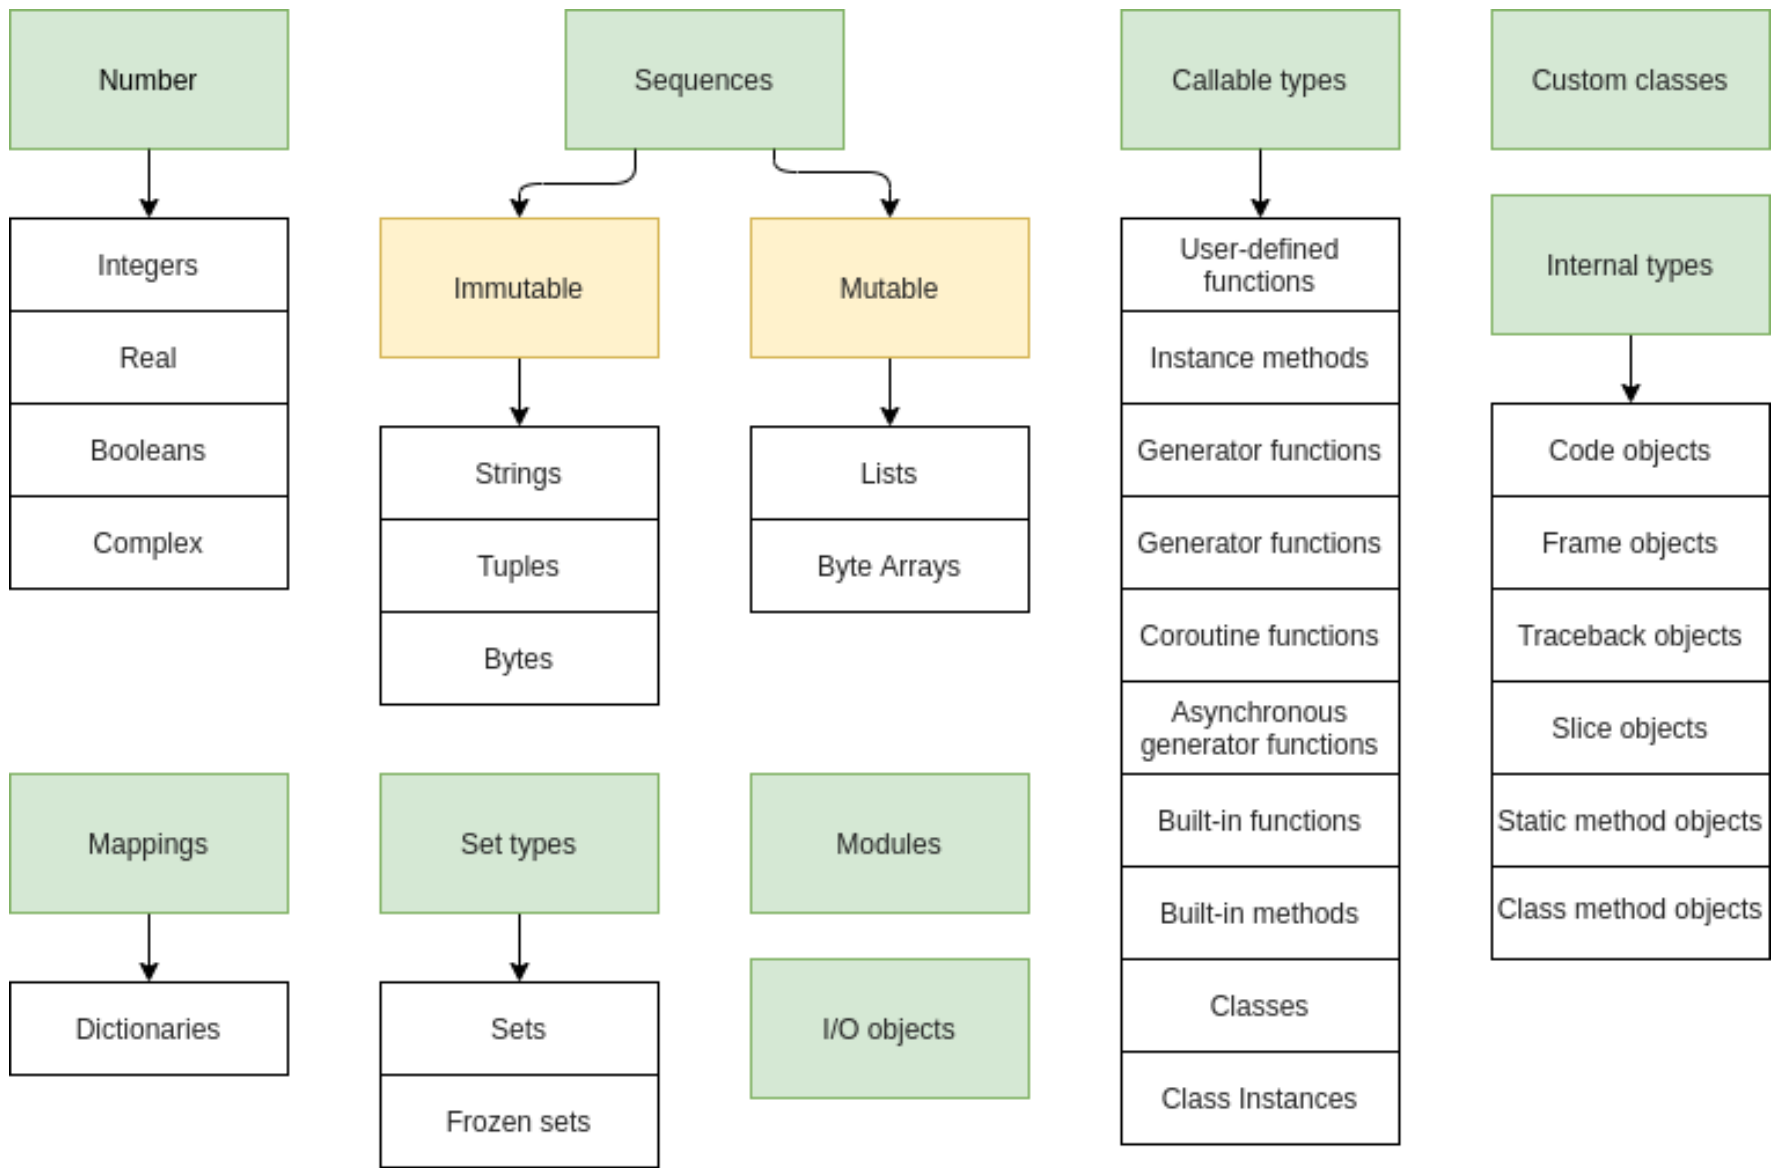 Number
Integers
Real
Booleans
Complex
Sequences
Immutable
Strings
Tuples
Bytes
Mutable
Lists
Byte Arrays
Callable types
User-defined
functions
Instance methods
Generator functions
Generator functions
Coroutine functions
Asynchronous
generator functions
Built-in functions
Built-in methods
Classes
Class Instances
Custom classes
Internal types
Code objects
Frame objects
Traceback objects
Slice objects
Static method objects
Class method objects
Mappings
Dictionaries
Set types
Sets
Frozen sets
Modules
I/O objects